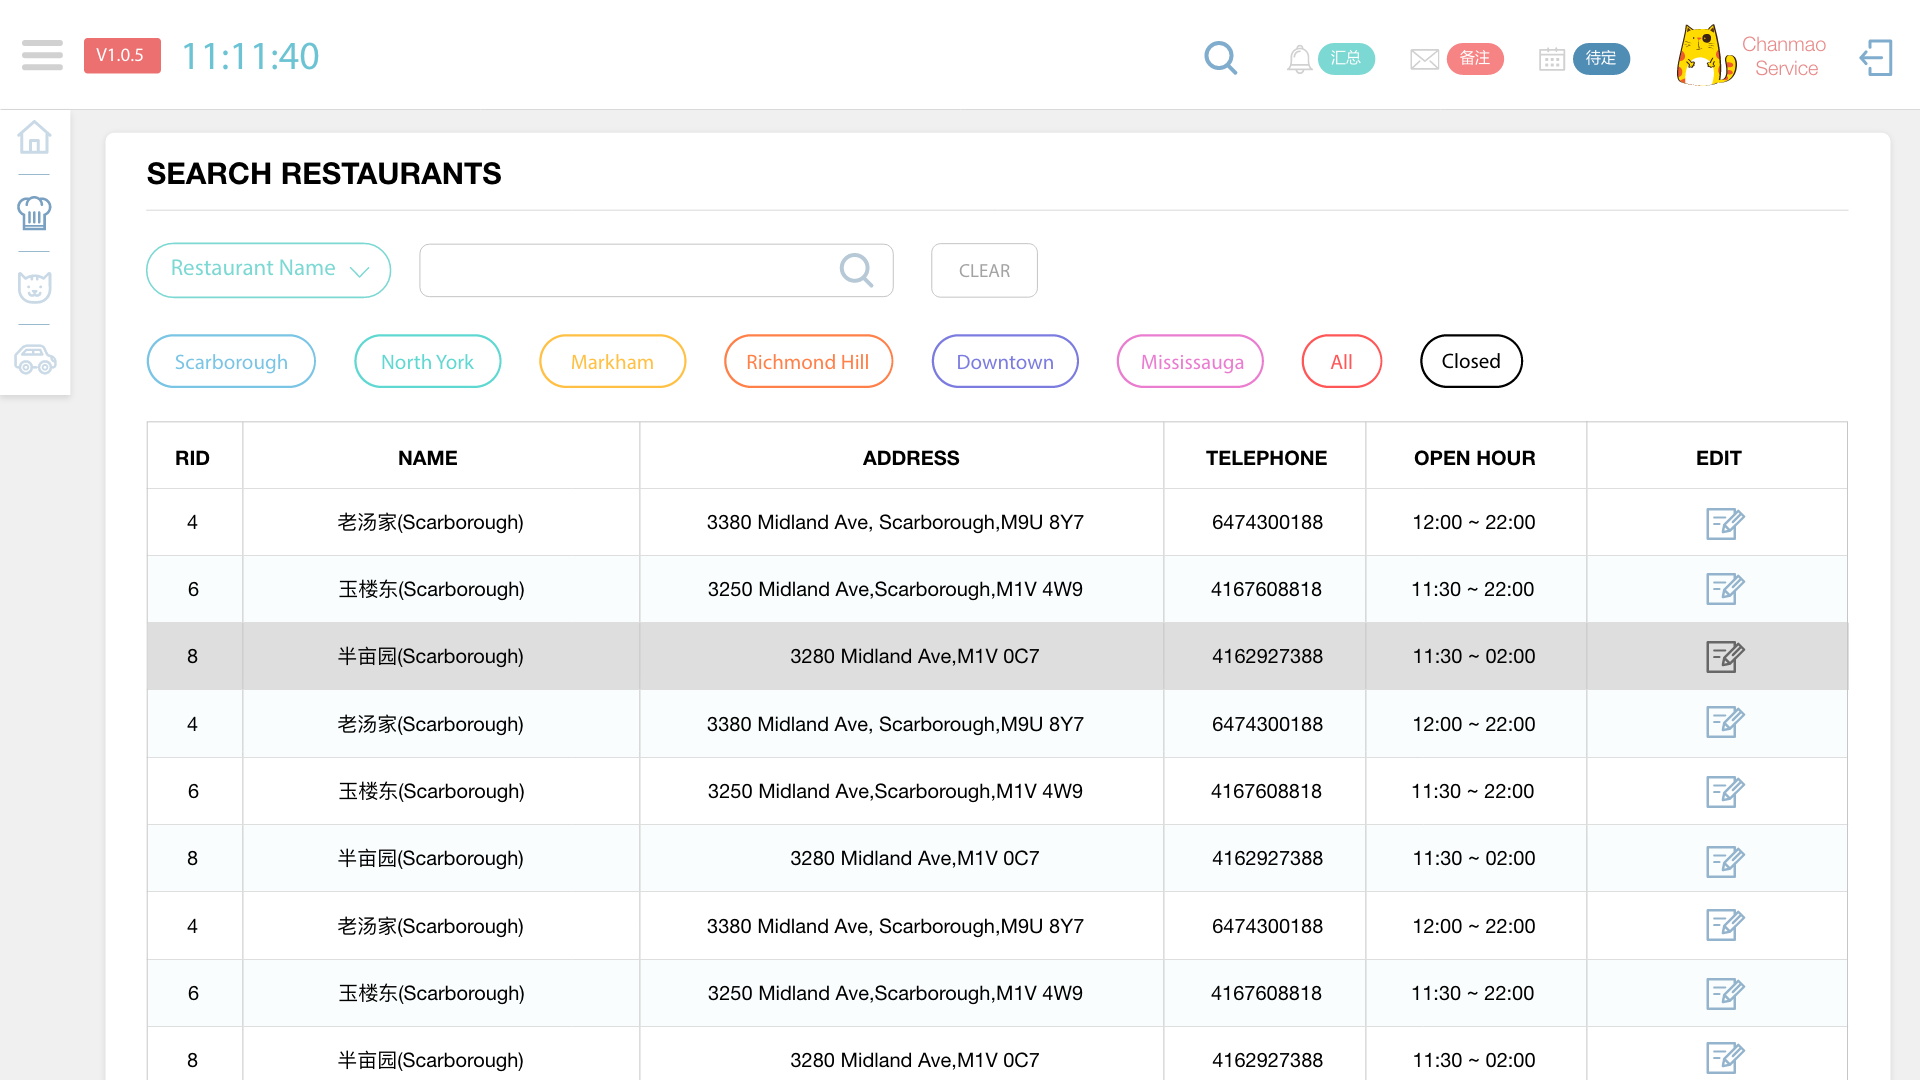 V1.0.5 11:11:40 汇总 备注 待定 Chanmao
Service
SEARCH RESTAURANTS
Restaurant Name CLEAR
Scarborough North York Markham Richmond Hill Downtown Mississauga All Closed
RID NAME ADDRESS TELEPHONE OPEN HOUR EDIT
4 老汤家(Scarborough) 3380 Midland Ave, Scarborough,M9U 8Y7 6474300188 12:00 ~ 22:00
6 玉楼东(Scarborough) 3250 Midland Ave,Scarborough,M1V 4W9 4167608818 11:30 ~ 22:00
8 半亩园(Scarborough) 3280 Midland Ave,M1V 0C7 4162927388 11:30 ~ 02:00
4 老汤家(Scarborough) 3380 Midland Ave, Scarborough,M9U 8Y7 6474300188 12:00 ~ 22:00
6 玉楼东(Scarborough) 3250 Midland Ave,Scarborough,M1V 4W9 4167608818 11:30 ~ 22:00
8 半亩园(Scarborough) 3280 Midland Ave,M1V 0C7 4162927388 11:30 ~ 02:00
4 老汤家(Scarborough) 3380 Midland Ave, Scarborough,M9U 8Y7 6474300188 12:00 ~ 22:00
6 玉楼东(Scarborough) 3250 Midland Ave,Scarborough,M1V 4W9 4167608818 11:30 ~ 22:00
8 半亩园(Scarborough) 3280 Midland Ave,M1V 0C7 4162927388 11:30 ~ 02:00